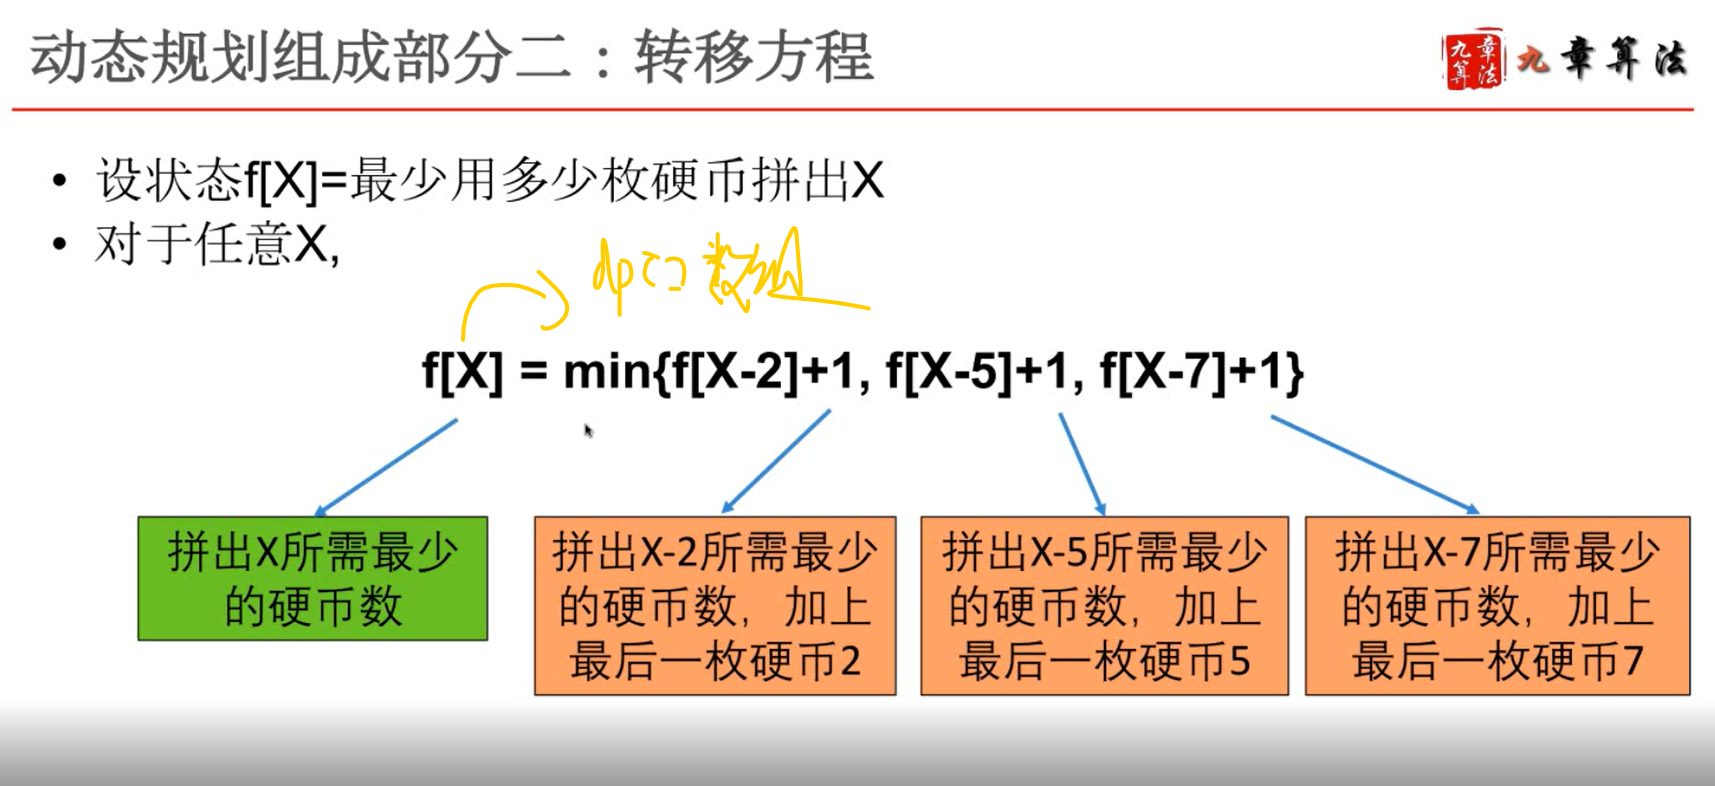 动态规划组成部分二：转移方程
九章算法
九章算法
• 设状态f[X]=最少用多少枚硬币拼出X
• 对于任意X,
dp[]数组
f[X] = min{f[X-2]+1, f[X-5]+1, f[X-7]+1}
拼出X所需最少
的硬币数
拼出X-2所需最少
的硬币数，加上
最后一枚硬币2
拼出X-5所需最少
的硬币数，加上
最后一枚硬币5
拼出X-7所需最少
的硬币数，加上
最后一枚硬币7